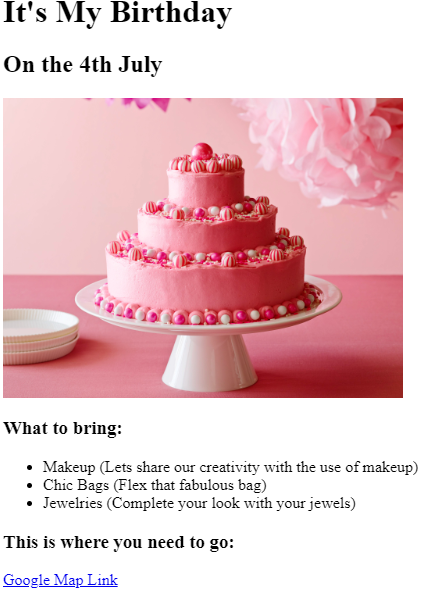 It's My Birthday
On the 4th July
What to bring:
Makeup (Lets share our creativity with the use of makeup)
Chic Bags (Flex that fabulous bag)
Jewelries (Complete your look with your jewels)
This is where you need to go:
Google Map Link